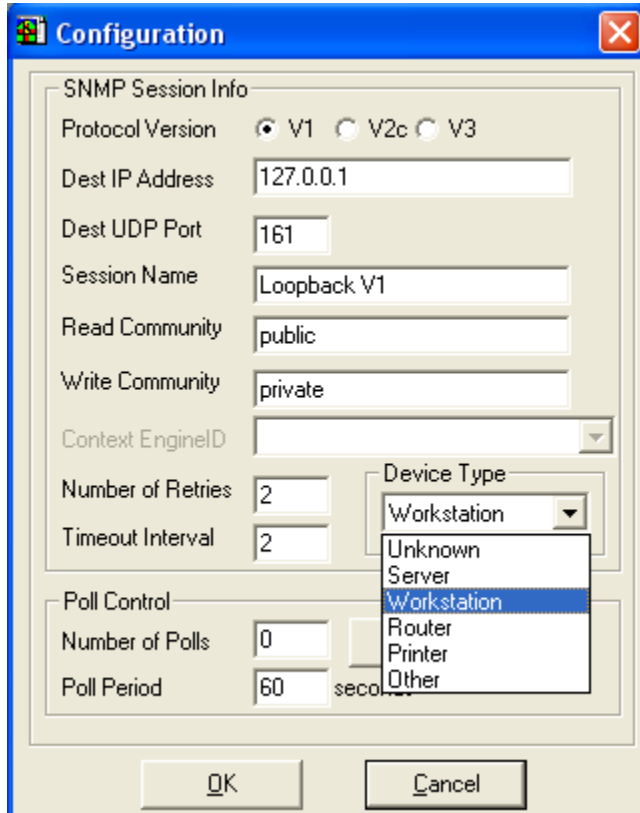 Configuration
SNMP Session Info
Protocol Version V1 V2c V3
Dest IP Address 127.0.0.1
Dest UDP Port 161
Session Name Loopback V1
Read Community public
Write Community private
Context EngineID
Number of Retries 2
Device Type
Workstation
Timeout Interval 2
Unknown
Server
Workstation
Router
Printer
Other
Poll Control
Number of Polls 0
Poll Period 60
OK Cancel